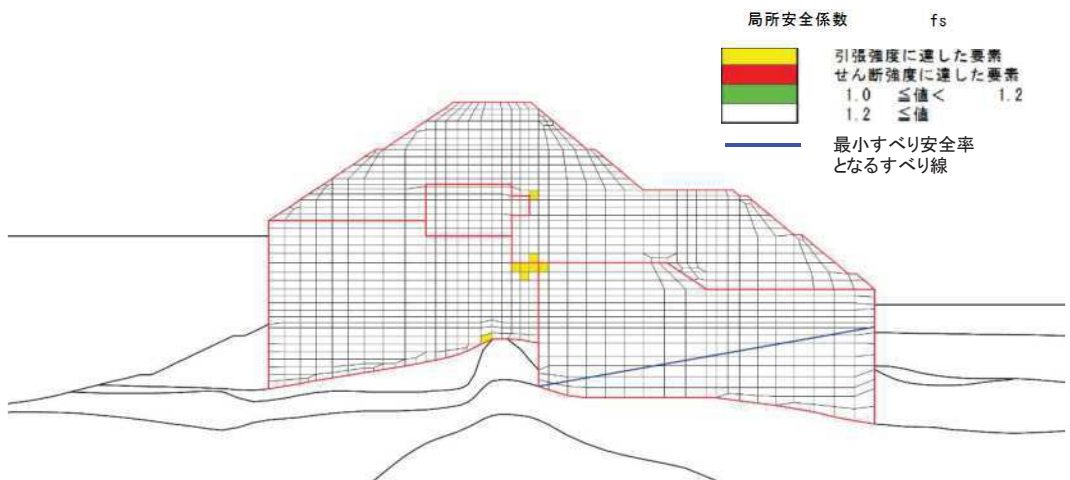 局所安全係数 fs
引張強度に達した要素
せん断強度に達した要素
1.0 ≦値< 1.2
1.2 ≦値
最小すべり安全率
となるすべり線